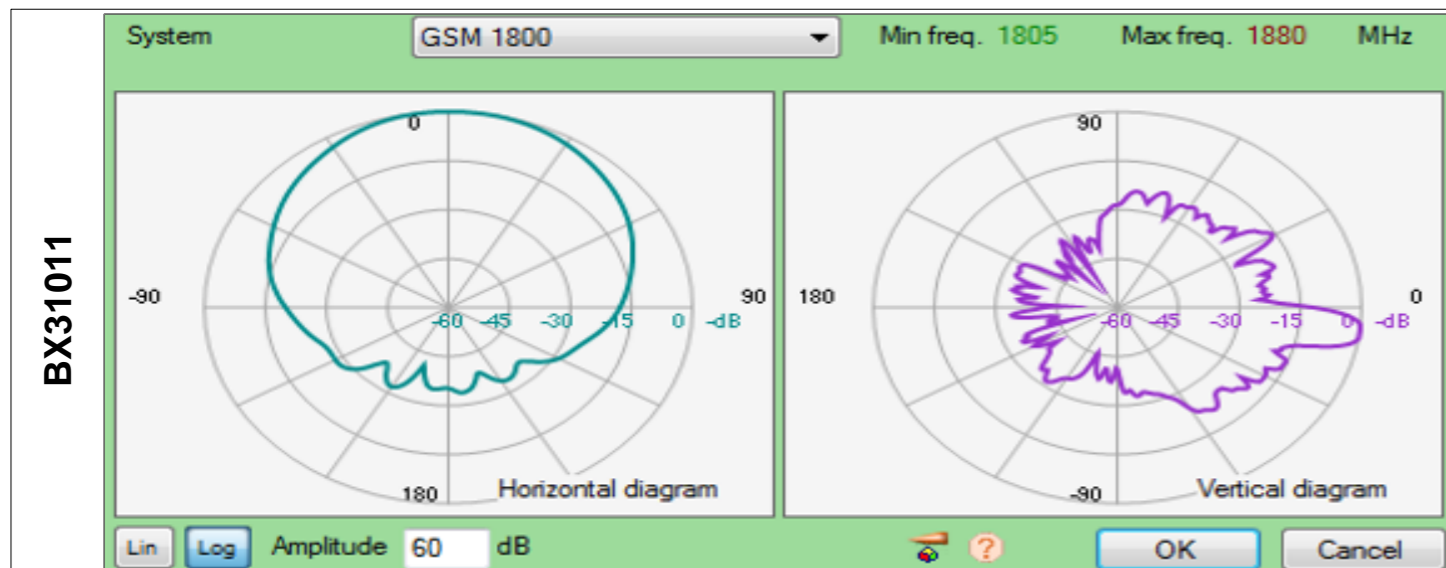 BX31011
System GSM 1800 Min freq. 1805 Max freq. 1880 MHz
0
-90 90
-60 -45 -30 -15 0 -dB
180 Horizontal diagram
90
180 0
-60 -45 -30 -15 0 -dB
-90 Vertical diagram
Lin Log Amplitude 60 dB ? OK Cancel